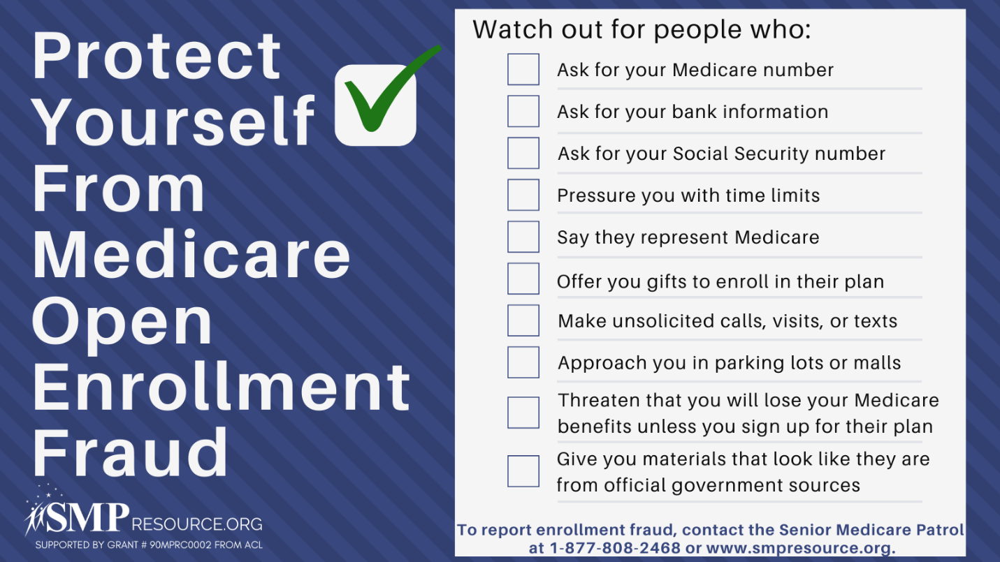 Protect
Yourself
From
Medicare
Open
Enrollment
Fraud
SMP RESOURCE.ORG
SUPPORTED BY GRANT # 90MPRC0002 FROM ACL
Watch out for people who:
Ask for your Medicare number
Ask for your bank information
Ask for your Social Security number
Pressure you with time limits
Say they represent Medicare
Offer you gifts to enroll in their plan
Make unsolicited calls, visits, or texts
Approach you in parking lots or malls
Threaten that you will lose your Medicare
benefits unless you sign up for their plan
Give you materials that look like they are
from official government sources
To report enrollment fraud, contact the Senior Medicare Patrol
at 1-877-808-2468 or www.smpresource.org.